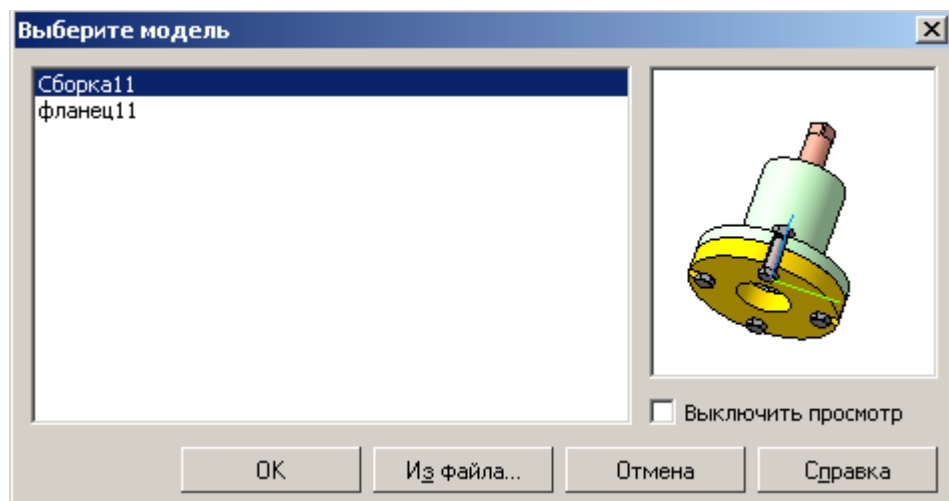 Выберите модель
Сборка11
фланец11
Выключить просмотр
OK
Из файла...
Отмена
Справка